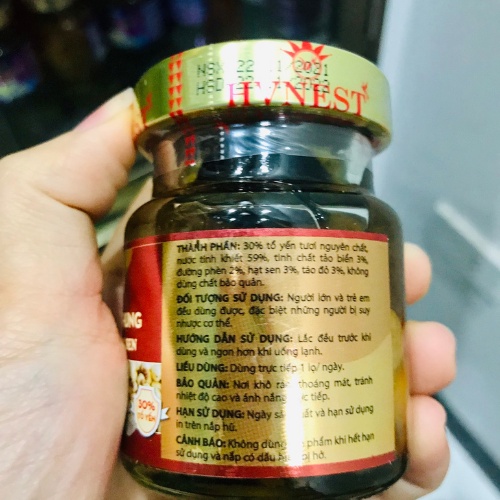 NSX
HSD
HVNEST
THÀNH PHẦN: 30% tổ yến tươi nguyên chất,
nước tinh khiết 59%, tinh chất tảo biển 3%,
đường phèn 2%, hạt sen 3%, táo đỏ 3%, không
dùng chất bảo quản.
ĐỐI TƯỢNG SỬ DỤNG: Người lớn và trẻ em
đều dùng được, đặc biệt những người bị suy
nhược cơ thể.
HƯỚNG DẪN SỬ DỤNG: Lắc đều trước khi
dùng và ngon hơn khi uống lạnh.
LIỀU DÙNG: Dùng trực tiếp 1 lọ/ ngày.
BẢO QUẢN: Nơi khô ráo thoáng mát, tránh
nhiệt độ cao và ánh nắng trực tiếp.
HẠN SỬ DỤNG: Ngày sản xuất và hạn sử dụng
in trên nắp hũ.
CẢNH BÁO: Không dùng sản phẩm khi hết hạn
sử dụng và nắp có dấu hiệu bị hở.
30%
TỔ YẾN